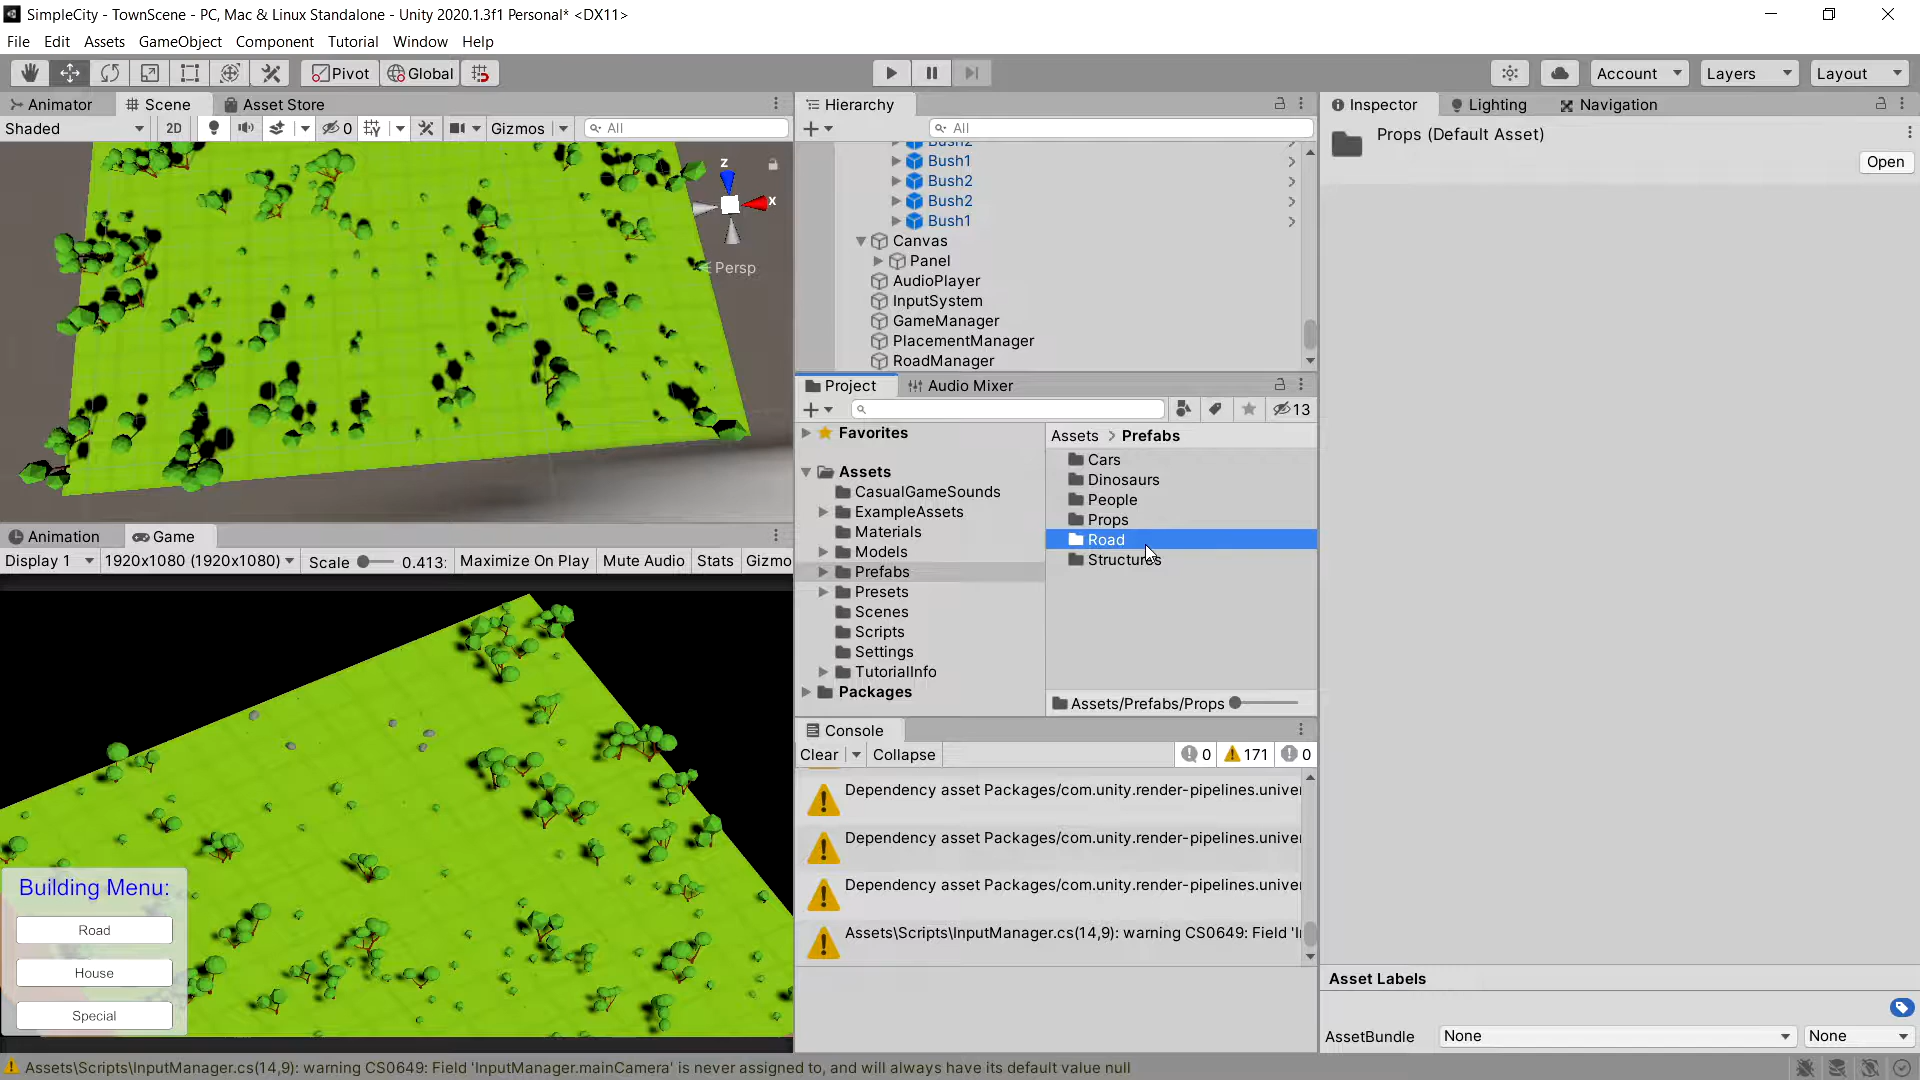 SimpleCity - TownScene - PC, Mac & Linux Standalone - Unity 2020.1.3f1 Personal* <DX11>
File Edit Assets GameObject Component Tutorial Window Help
Pivot Global Account Layers Layout
Animator Scene Asset Store
Shaded 2D 0 Gizmos All
z
x
Persp
Hierarchy
All
Bush2
Bush1
Bush2
Bush2
Bush1
Canvas
Panel
AudioPlayer
InputSystem
GameManager
PlacementManager
RoadManager
Inspector Lighting Navigation
Props (Default Asset)
Open
Project Audio Mixer
13
Favorites
Assets
CasualGameSounds
ExampleAssets
Materials
Models
Prefabs
Presets
Scenes
Scripts
Settings
TutorialInfo
Packages
Assets > Prefabs
Cars
Dinosaurs
People
Props
Road
Structures
Assets/Prefabs/Props
Animation Game
Display 1 1920x1080 (1920x1080) Scale 0.413: Maximize On Play Mute Audio Stats Gizmo
Building Menu:
Road
House
Special
Console
Clear Collapse 0 171 0
Dependency asset Packages/com.unity.render-pipelines.univer
Dependency asset Packages/com.unity.render-pipelines.univer
Dependency asset Packages/com.unity.render-pipelines.univer
Assets\Scripts\InputManager.cs(14,9): warning CS0649: Field 'I
Asset Labels
AssetBundle None None
Assets\Scripts\InputManager.cs(14,9): warning CS0649: Field 'InputManager.mainCamera' is never assigned to, and will always have its default value null